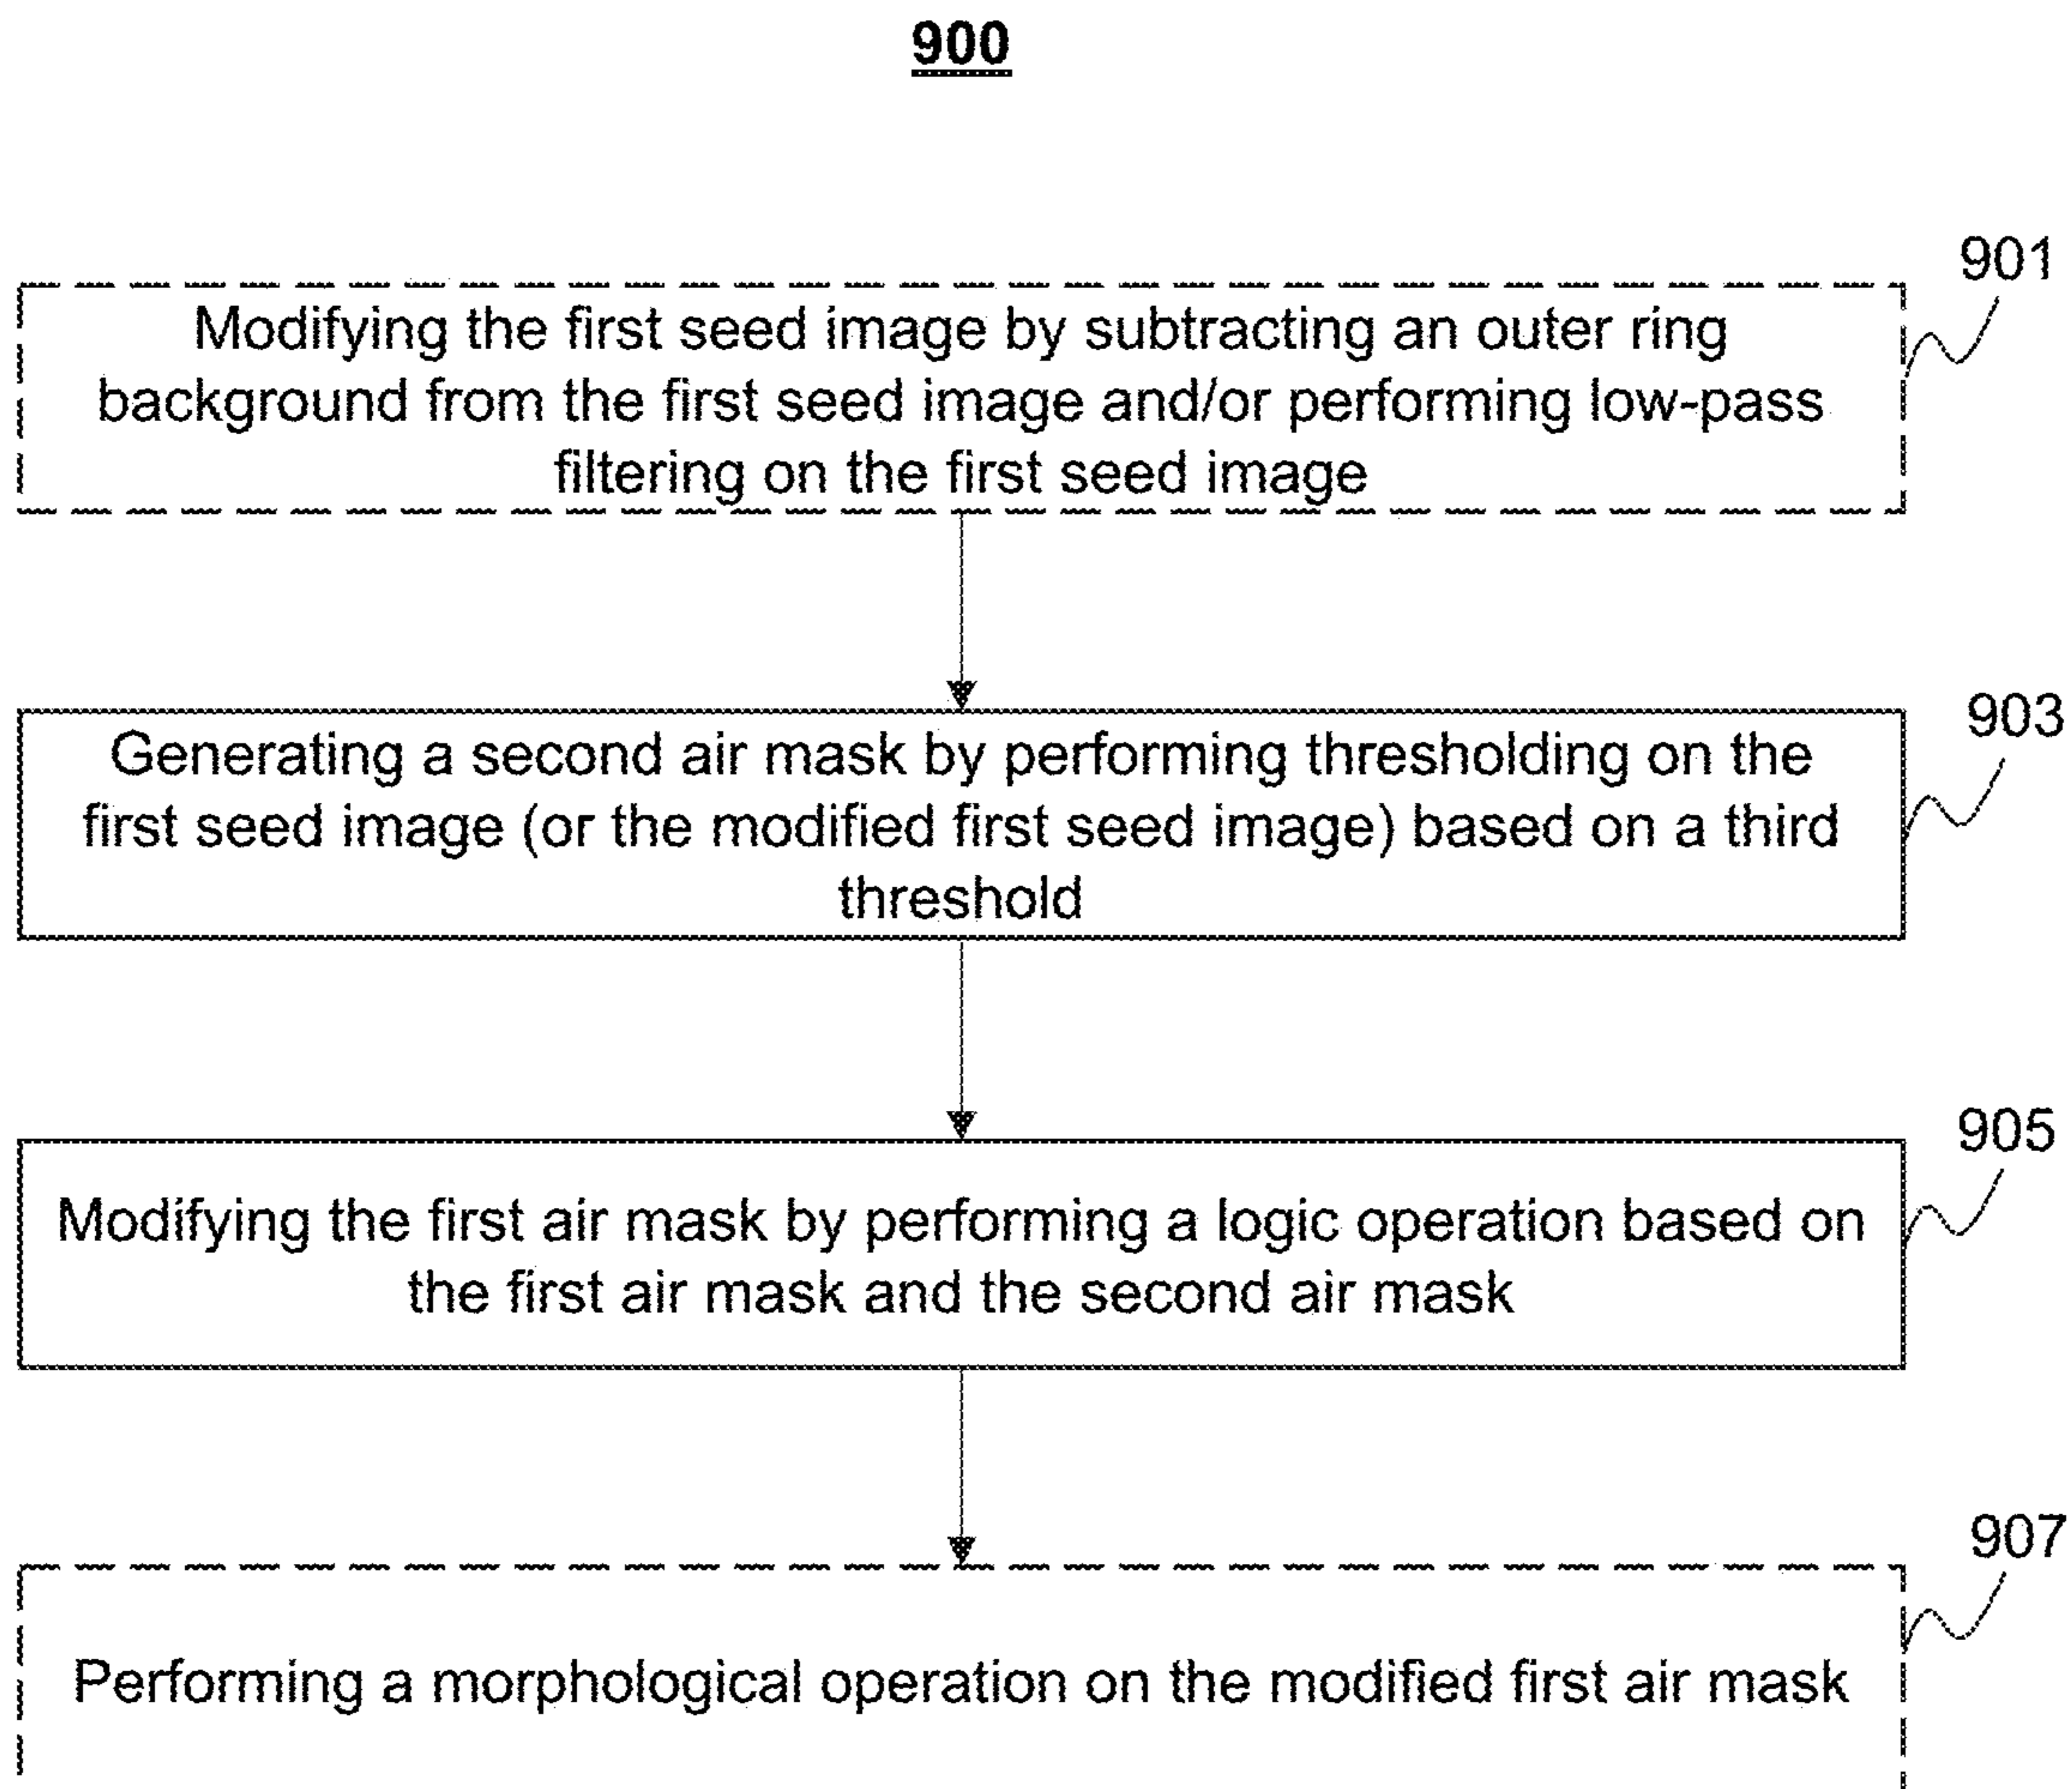 900
901
Modifying the first seed image by subtracting an outer ring
background from the first seed image and/or performing low-pass
filtering on the first seed image
903
Generating a second air mask by performing thresholding on the
first seed image (or the modified first seed image) based on a third
threshold
905
Modifying the first air mask by performing a logic operation based on
the first air mask and the second air mask
907
Performing a morphological operation on the modified first air mask